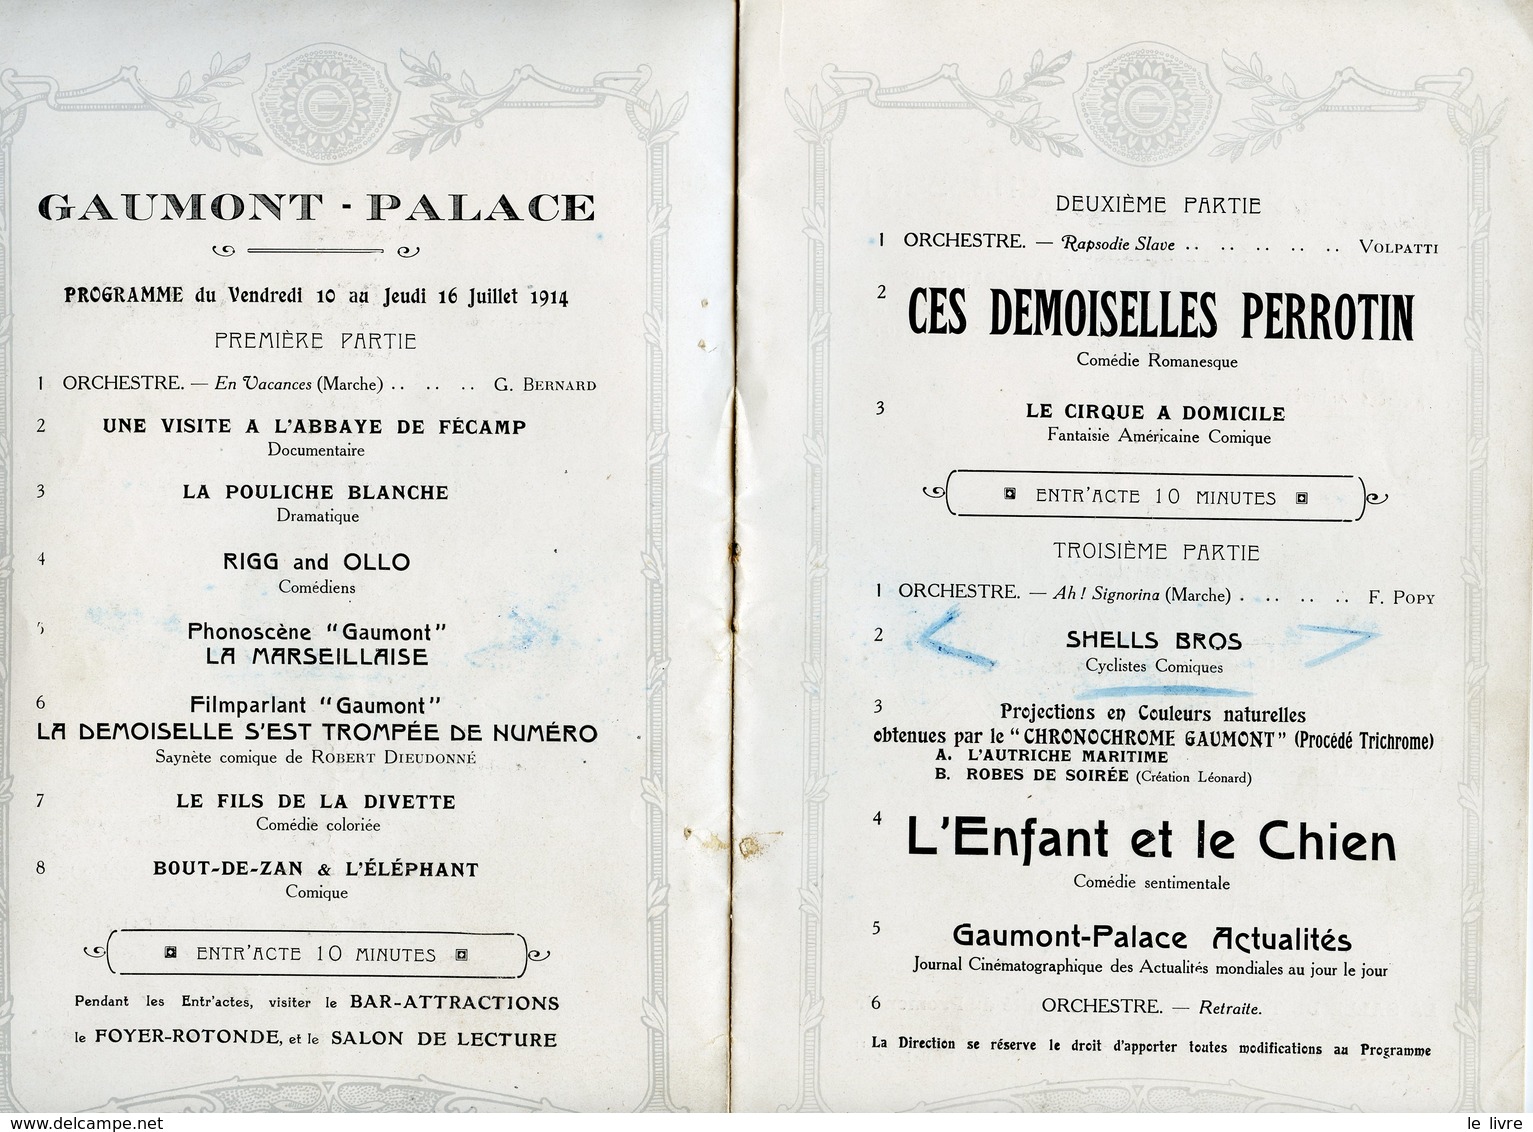 GAUMONT - PALACE
PROGRAMME du Vendredi 10 au Jeudi 16 Juillet 1914
PREMIÈRE PARTIE
1 ORCHESTRE. — En Vacances (Marche) .. .. .. G. BERNARD
2 UNE VISITE A L'ABBAYE DE FÉCAMP
Documentaire
3 LA POULICHE BLANCHE
Dramatique
4 RIGG and OLLO
Comédiens
5 Phonoscène "Gaumont"
LA MARSEILLAISE
6 Filmparlant "Gaumont"
LA DEMOISELLE S'EST TROMPÉE DE NUMÉRO
Saynète comique de ROBERT DIEUDONNÉ
7 LE FILS DE LA DIVETTE
Comédie coloriée
8 BOUT-DE-ZAN & L'ÉLÉPHANT
Comique
ENTR'ACTE 10 MINUTES
Pendant les Entr'actes, visiter le BAR-ATTRACTIONS
le FOYER-ROTONDE, et le SALON DE LECTURE
DEUXIÈME PARTIE
1 ORCHESTRE. — Rapsodie Slave .. .. .. .. .. VOLPATTI
2 CES DEMOISELLES PERROTIN
Comédie Romanesque
3 LE CIRQUE A DOMICILE
Fantaisie Américaine Comique
ENTR'ACTE 10 MINUTES
TROISIÈME PARTIE
1 ORCHESTRE. — Ah ! Signorina (Marche) . .. .. .. F. POPY
2 SHELLS BROS
Cyclistes Comiques
3 Projections en Couleurs naturelles
obtenues par le "CHRONOCHROME GAUMONT" (Procédé Trichrome)
A. L'AUTRICHE MARITIME
B. ROBES DE SOIRÉE (Création Léonard)
4 L'Enfant et le Chien
Comédie sentimentale
5 Gaumont-Palace Actualités
Journal Cinématographique des Actualités mondiales au jour le jour
6 ORCHESTRE. — Retraite.
La Direction se réserve le droit d'apporter toutes modifications au Programme
www.delcampe.net
le livre